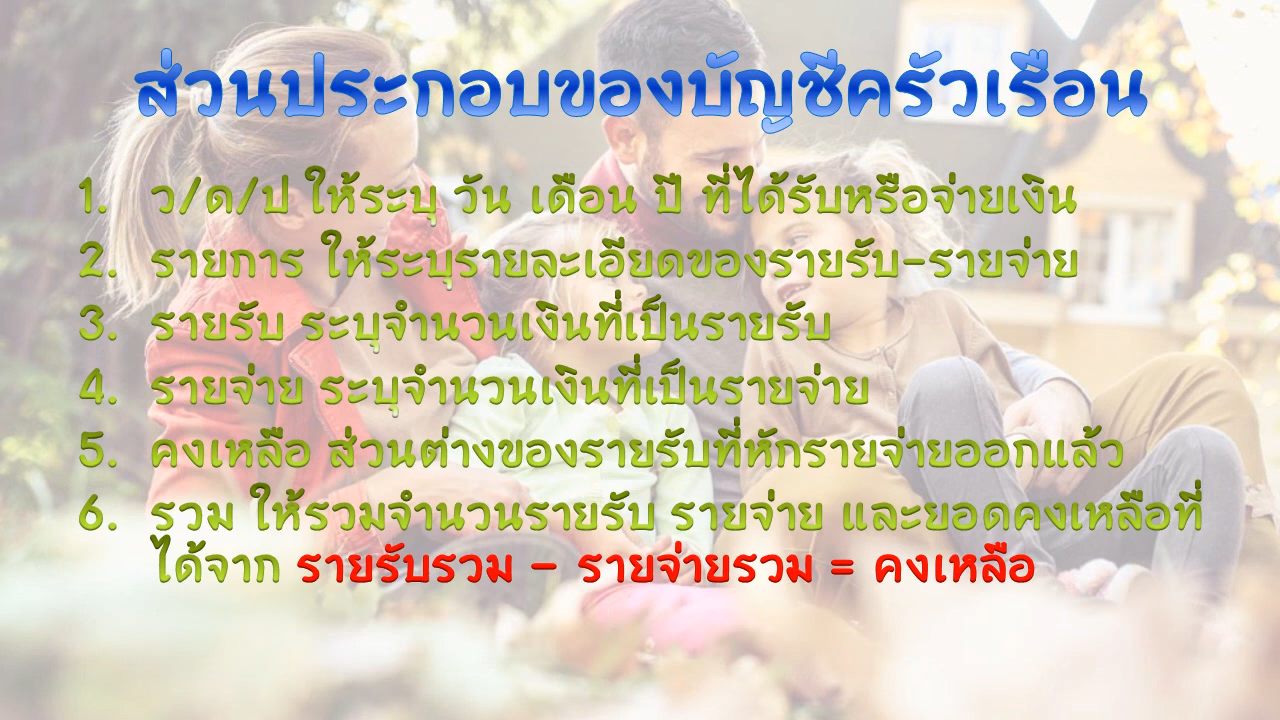 ส่วนประกอบของบัญชีครัวเรือน
1. ว/ด/ป ให้ระบุ วัน เดือน ปี ที่ได้รับหรือจ่ายเงิน
2. รายการ ให้ระบุรายละเอียดของรายรับ-รายจ่าย
3. รายรับ ระบุจำนวนเงินที่เป็นรายรับ
4. รายจ่าย ระบุจำนวนเงินที่เป็นรายจ่าย
5. คงเหลือ ส่วนต่างของรายรับที่หักรายจ่ายออกแล้ว
6. รวม ให้รวมจำนวนรายรับ รายจ่าย และยอดคงเหลือที่
ได้จาก รายรับรวม - รายจ่ายรวม = คงเหลือ